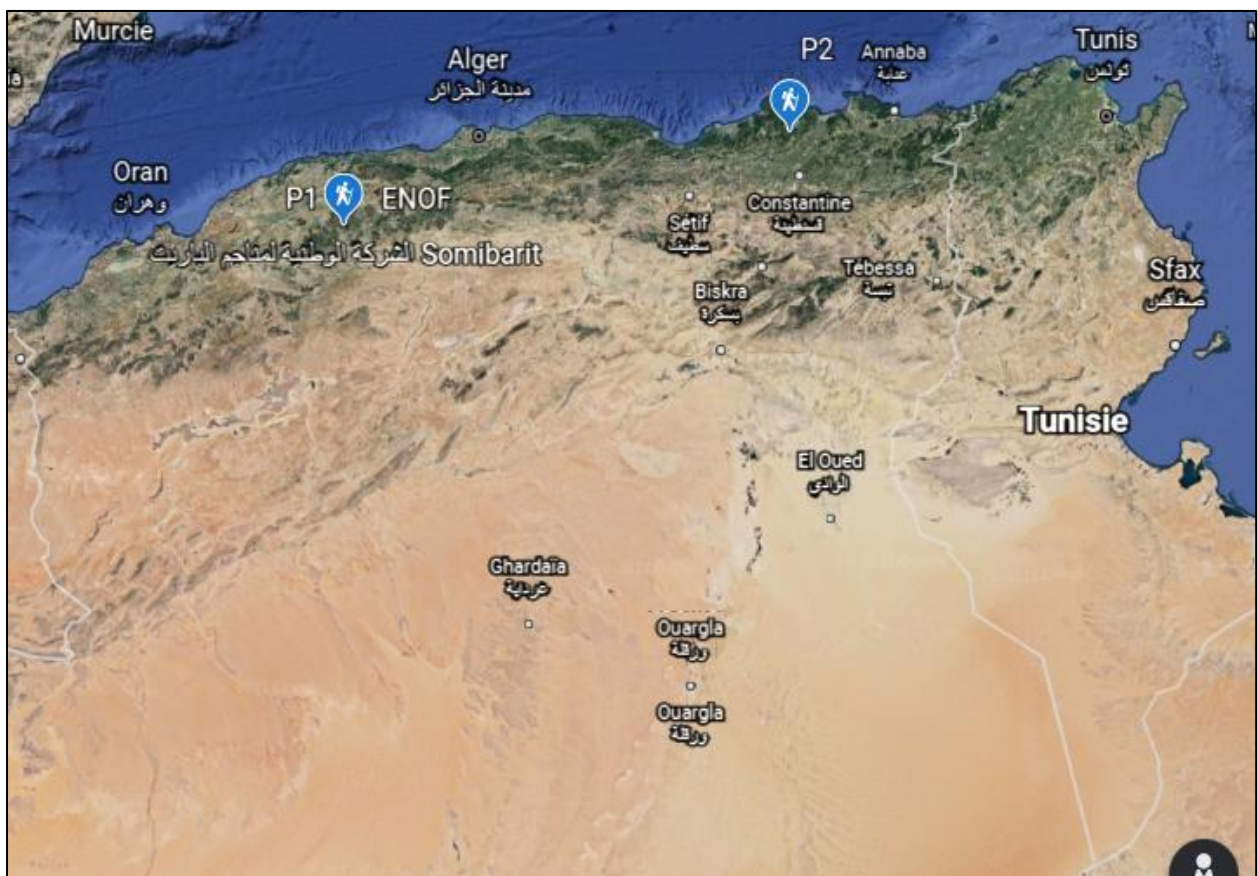 Murcie
Alger
مدينة الجزائر
P2
Annaba
عنابة
Tunis
تونس
Oran
وهران
P1 ENOF
الشركة الوطنية لمناجم الباريت Somibarit
Sétif
سطيف
Constantine
قسنطينة
Biskra
بسكرة
Tébessa
تبسة
Sfax
صفاقس
Tunisie
El Oued
الوادي
Ghardaïa
غرداية
Ouargla
ورقلة
Ouargla
ورقلة